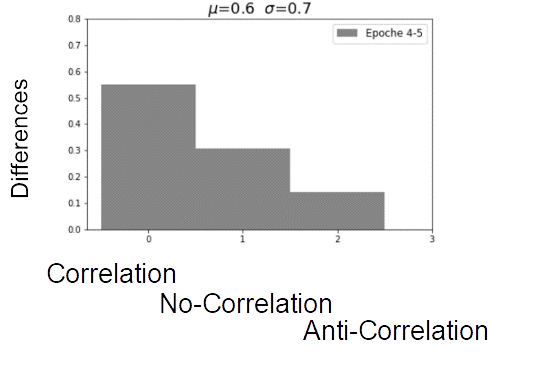 μ=0.6 σ=0.7
Epoche 4-5
Differences
0.8
0.7
0.6
0.5
0.4
0.3
0.2
0.1
0.0
0 1 2 3
Correlation
No-Correlation
Anti-Correlation